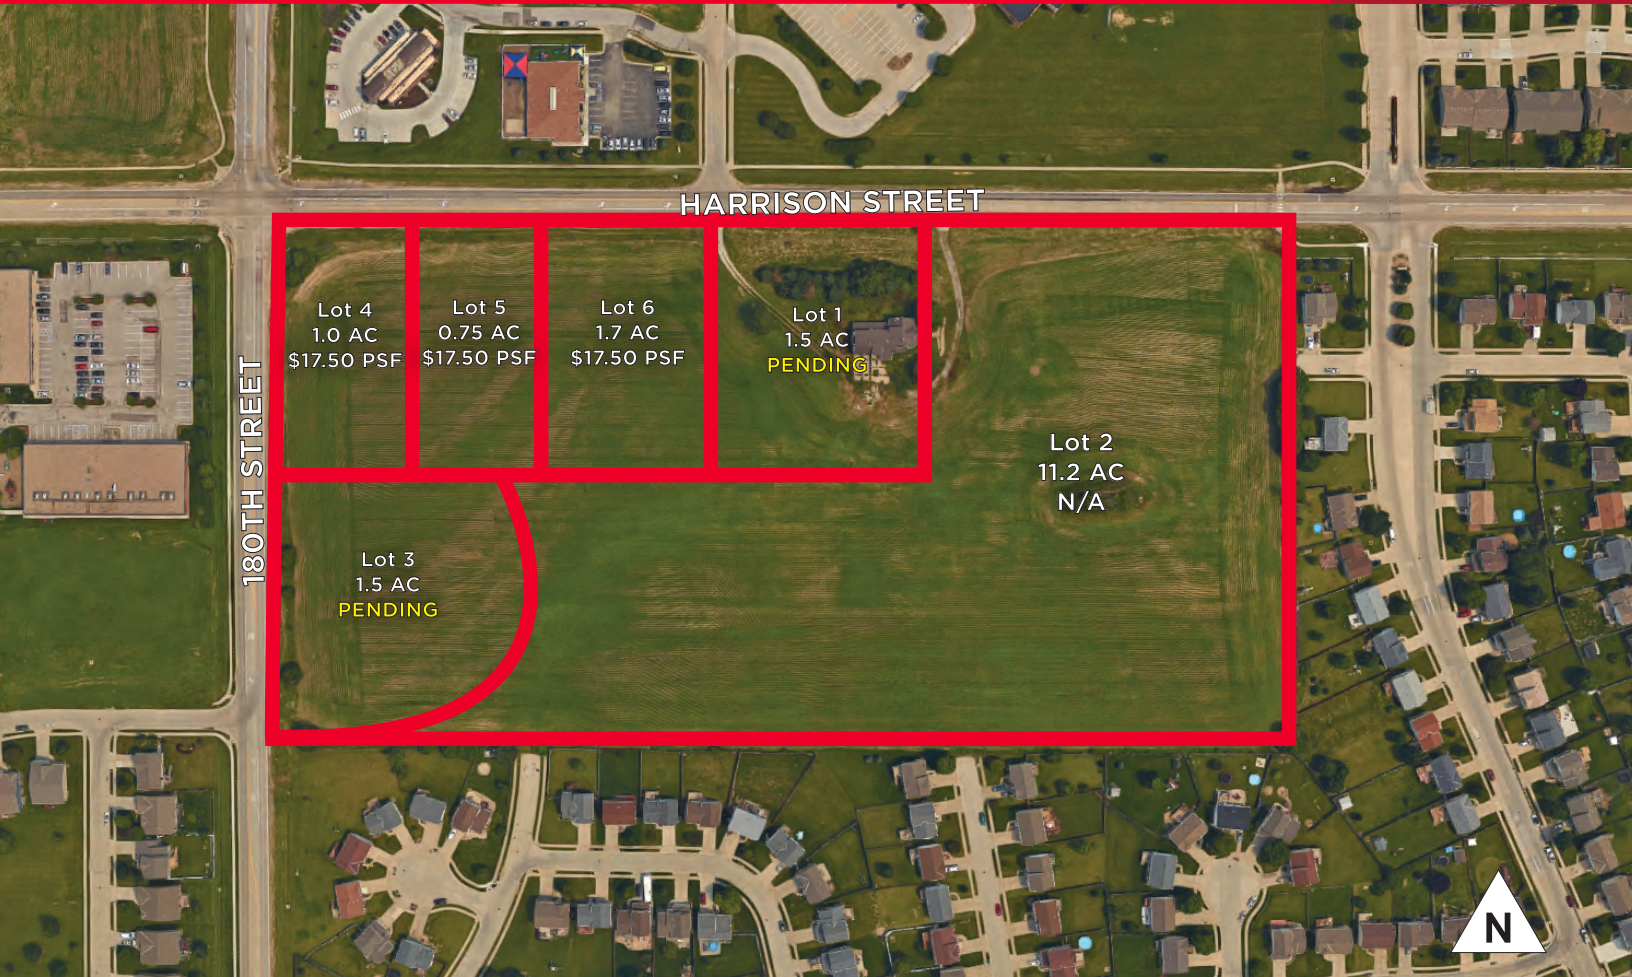 HARRISON STREET
180TH STREET
Lot 4
1.0 AC
$17.50 PSF
Lot 5
0.75 AC
$17.50 PSF
Lot 6
1.7 AC
$17.50 PSF
Lot 1
1.5 AC
PENDING
Lot 2
11.2 AC
N/A
Lot 3
1.5 AC
PENDING
N